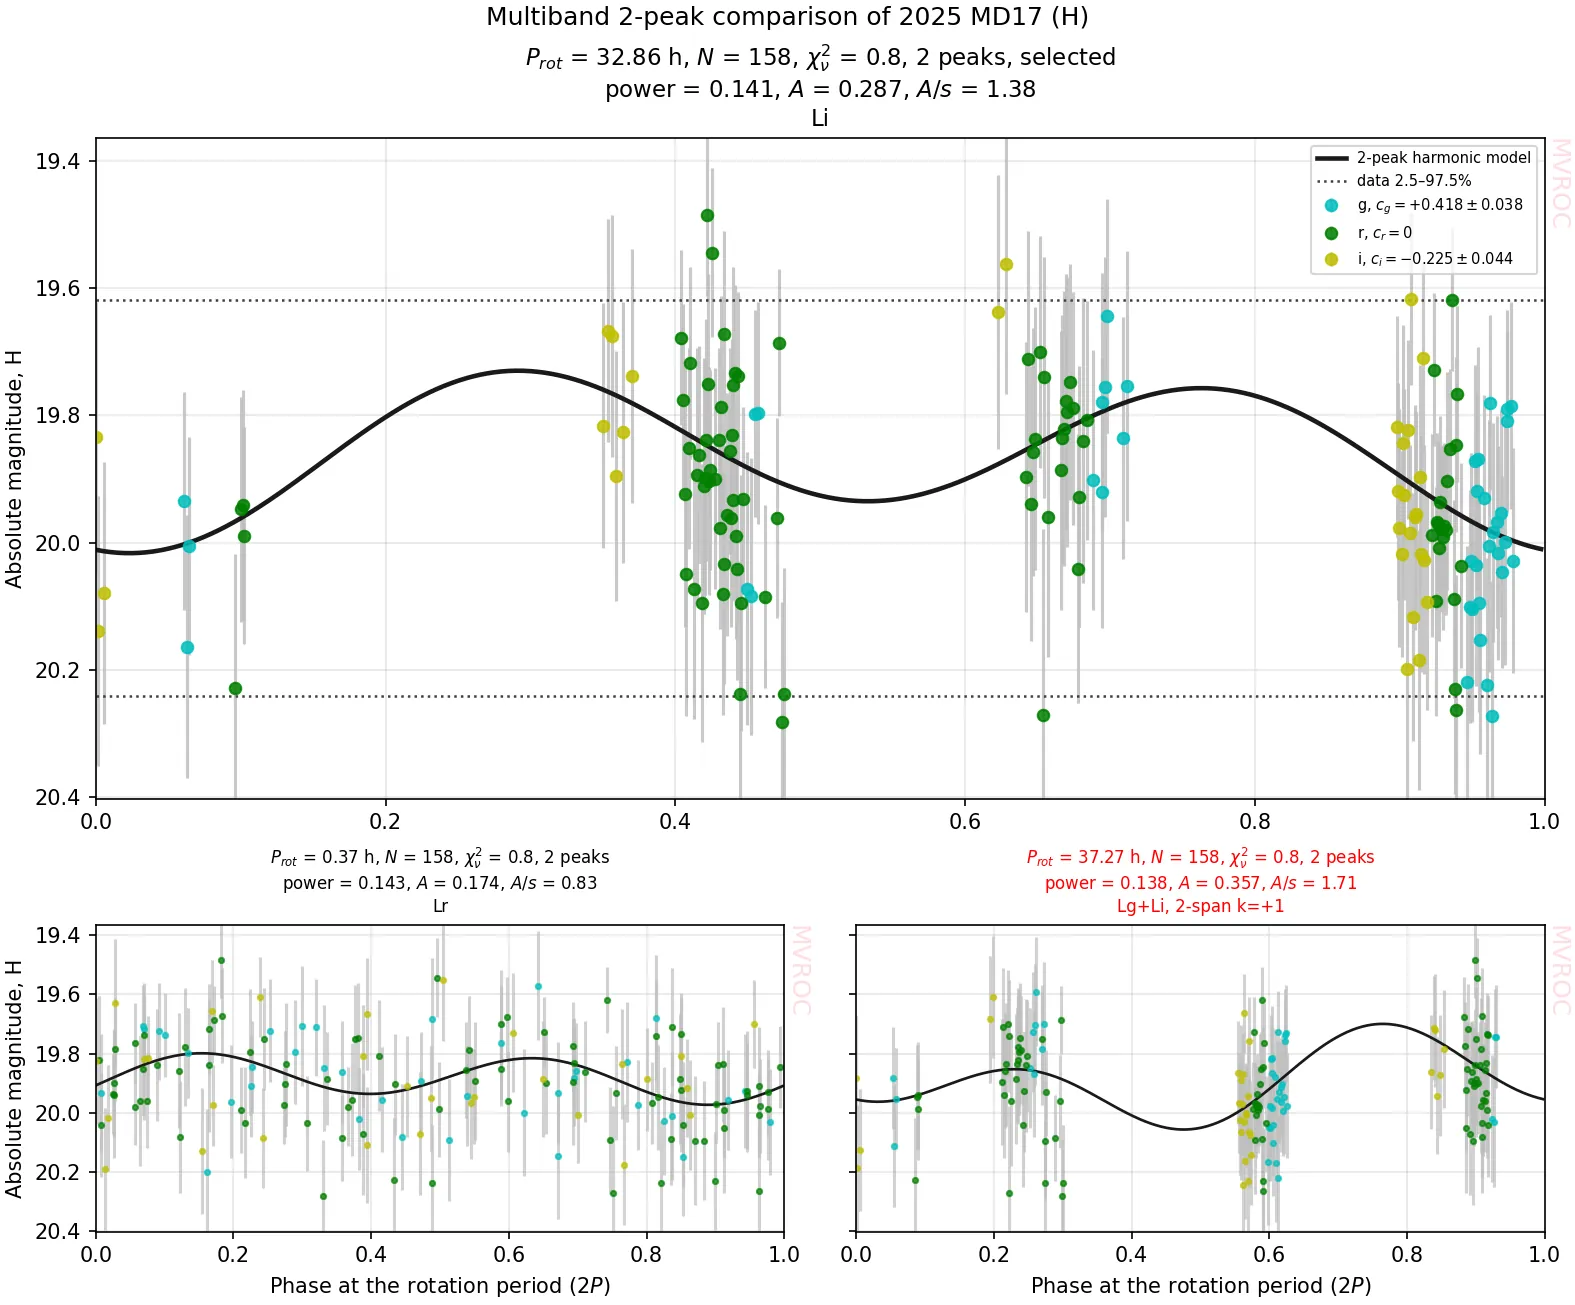 Multiband 2-peak comparison of 2025 MD17 (H)
P_rot = 32.86 h, N = 158, χ²_ν = 0.8, 2 peaks, selected
power = 0.141, A = 0.287, A/s = 1.38
Li
19.4
19.6
19.8
20.0
20.2
20.4
Absolute magnitude, H
2-peak harmonic model
data 2.5–97.5%
g, c_g = +0.418 ± 0.038
r, c_r = 0
i, c_i = −0.225 ± 0.044
MVROC
0.0 0.2 0.4 0.6 0.8 1.0
P_rot = 0.37 h, N = 158, χ²_ν = 0.8, 2 peaks
power = 0.143, A = 0.174, A/s = 0.83
Lr
19.4
19.6
19.8
20.0
20.2
20.4
Absolute magnitude, H
MVROC
0.0 0.2 0.4 0.6 0.8 1.0
Phase at the rotation period (2P)
P_rot = 37.27 h, N = 158, χ²_ν = 0.8, 2 peaks
power = 0.138, A = 0.357, A/s = 1.71
Lg+Li, 2-span k=+1
MVROC
0.0 0.2 0.4 0.6 0.8 1.0
Phase at the rotation period (2P)